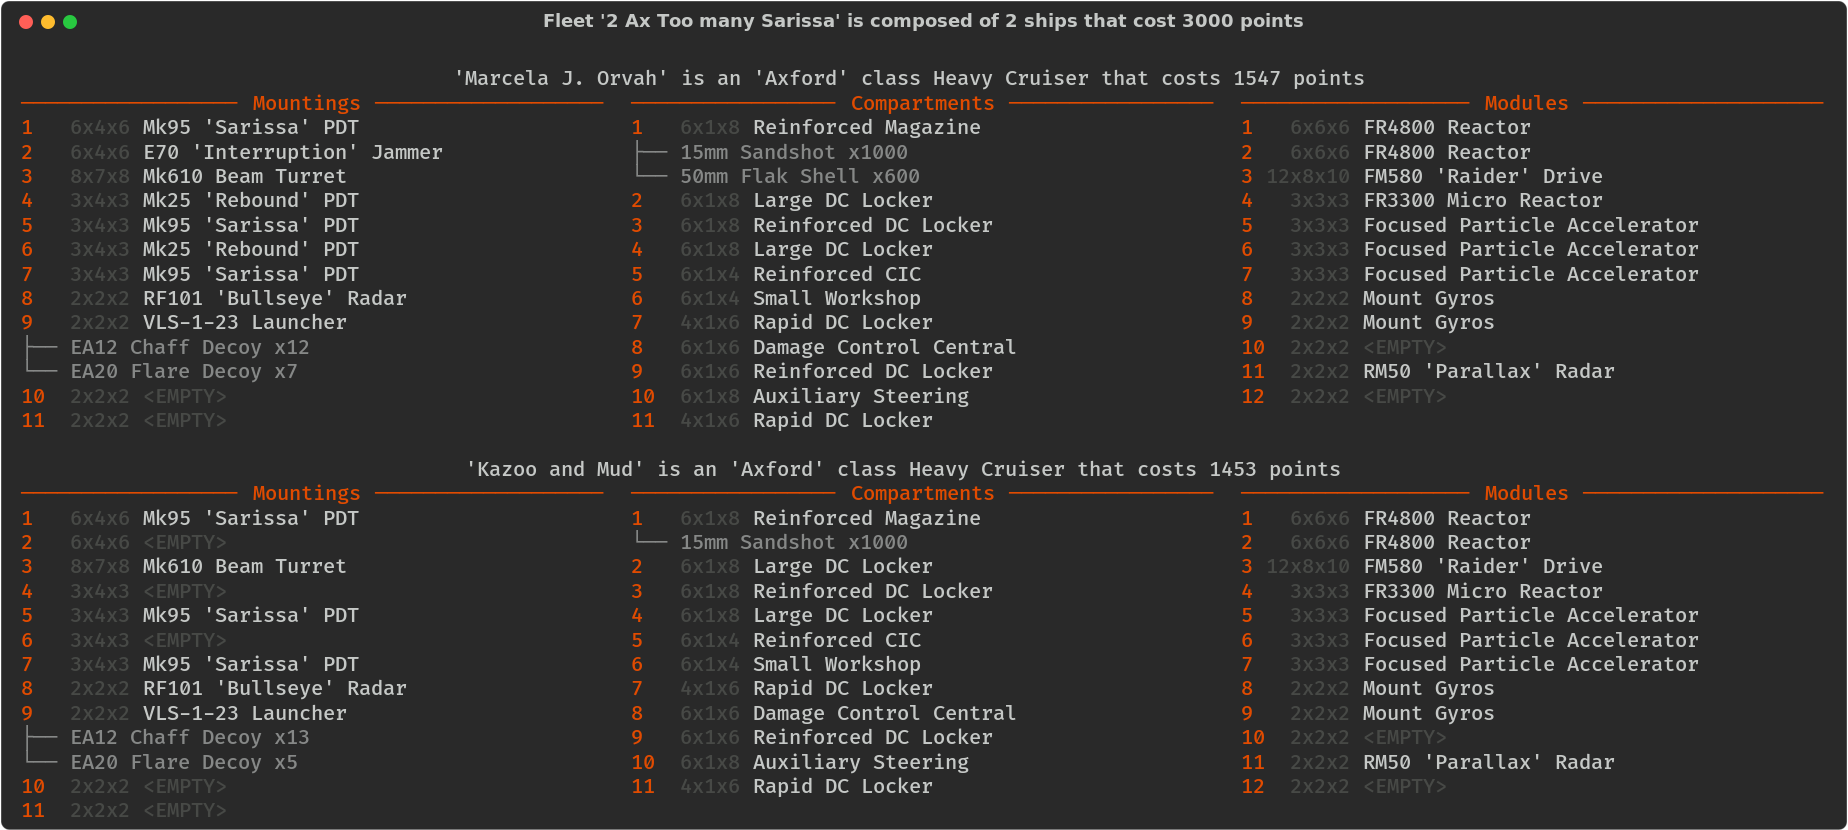 Fleet '2 Ax Too many Sarissa' is composed of 2 ships that cost 3000 points
'Marcela J. Orvah' is an 'Axford' class Heavy Cruiser that costs 1547 points
Mountings
1 6x4x6 Mk95 'Sarissa' PDT
2 6x4x6 E70 'Interruption' Jammer
3 8x7x8 Mk610 Beam Turret
4 3x4x3 Mk25 'Rebound' PDT
5 3x4x3 Mk95 'Sarissa' PDT
6 3x4x3 Mk25 'Rebound' PDT
7 3x4x3 Mk95 'Sarissa' PDT
8 2x2x2 RF101 'Bullseye' Radar
9 2x2x2 VLS-1-23 Launcher
EA12 Chaff Decoy x12
EA20 Flare Decoy x7
10 2x2x2 <EMPTY>
11 2x2x2 <EMPTY>
Compartments
1 6x1x8 Reinforced Magazine
15mm Sandshot x1000
50mm Flak Shell x600
2 6x1x8 Large DC Locker
3 6x1x8 Reinforced DC Locker
4 6x1x8 Large DC Locker
5 6x1x4 Reinforced CIC
6 6x1x4 Small Workshop
7 4x1x6 Rapid DC Locker
8 6x1x6 Damage Control Central
9 6x1x6 Reinforced DC Locker
10 6x1x8 Auxiliary Steering
11 4x1x6 Rapid DC Locker
Modules
1 6x6x6 FR4800 Reactor
2 6x6x6 FR4800 Reactor
3 12x8x10 FM580 'Raider' Drive
4 3x3x3 FR3300 Micro Reactor
5 3x3x3 Focused Particle Accelerator
6 3x3x3 Focused Particle Accelerator
7 3x3x3 Focused Particle Accelerator
8 2x2x2 Mount Gyros
9 2x2x2 Mount Gyros
10 2x2x2 <EMPTY>
11 2x2x2 RM50 'Parallax' Radar
12 2x2x2 <EMPTY>
'Kazoo and Mud' is an 'Axford' class Heavy Cruiser that costs 1453 points
Mountings
1 6x4x6 Mk95 'Sarissa' PDT
2 6x4x6 <EMPTY>
3 8x7x8 Mk610 Beam Turret
4 3x4x3 <EMPTY>
5 3x4x3 Mk95 'Sarissa' PDT
6 3x4x3 <EMPTY>
7 3x4x3 Mk95 'Sarissa' PDT
8 2x2x2 RF101 'Bullseye' Radar
9 2x2x2 VLS-1-23 Launcher
EA12 Chaff Decoy x13
EA20 Flare Decoy x5
10 2x2x2 <EMPTY>
11 2x2x2 <EMPTY>
Compartments
1 6x1x8 Reinforced Magazine
15mm Sandshot x1000
2 6x1x8 Large DC Locker
3 6x1x8 Reinforced DC Locker
4 6x1x8 Large DC Locker
5 6x1x4 Reinforced CIC
6 6x1x4 Small Workshop
7 4x1x6 Rapid DC Locker
8 6x1x6 Damage Control Central
9 6x1x6 Reinforced DC Locker
10 6x1x8 Auxiliary Steering
11 4x1x6 Rapid DC Locker
Modules
1 6x6x6 FR4800 Reactor
2 6x6x6 FR4800 Reactor
3 12x8x10 FM580 'Raider' Drive
4 3x3x3 FR3300 Micro Reactor
5 3x3x3 Focused Particle Accelerator
6 3x3x3 Focused Particle Accelerator
7 3x3x3 Focused Particle Accelerator
8 2x2x2 Mount Gyros
9 2x2x2 Mount Gyros
10 2x2x2 <EMPTY>
11 2x2x2 RM50 'Parallax' Radar
12 2x2x2 <EMPTY>